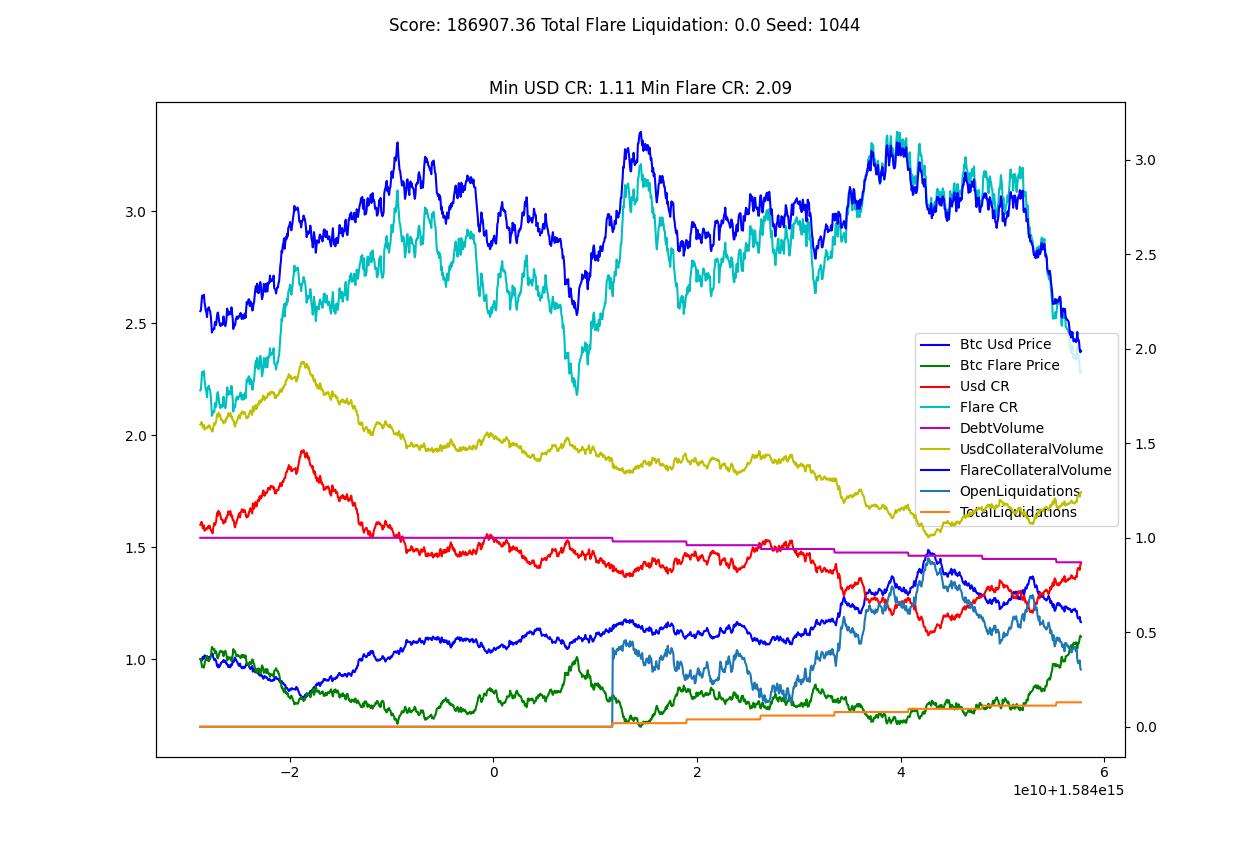 Score: 186907.36 Total Flare Liquidation: 0.0 Seed: 1044
Min USD CR: 1.11 Min Flare CR: 2.09
3.0
2.5
2.0
1.5
1.0
3.0
2.5
2.0
1.5
1.0
0.5
0.0
Btc Usd Price
Btc Flare Price
Usd CR
Flare CR
DebtVolume
UsdCollateralVolume
FlareCollateralVolume
OpenLiquidations
TotalLiquidations
−2 0 2 4 6
1e10+1.584e15